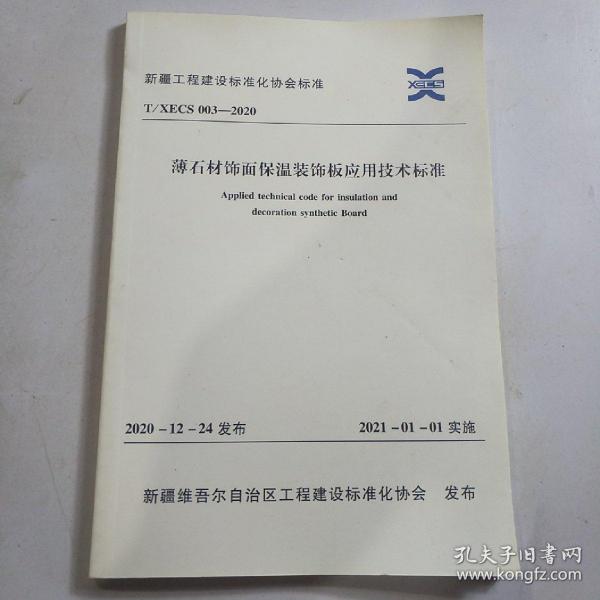 新疆工程建设标准化协会标准
XECS
T/XECS 003—2020
薄石材饰面保温装饰板应用技术标准
Applied technical code for insulation and
decoration synthetic Board
2020-12-24 发布 2021-01-01 实施
新疆维吾尔自治区工程建设标准化协会 发布
孔夫子旧书网
www.kongfz.com